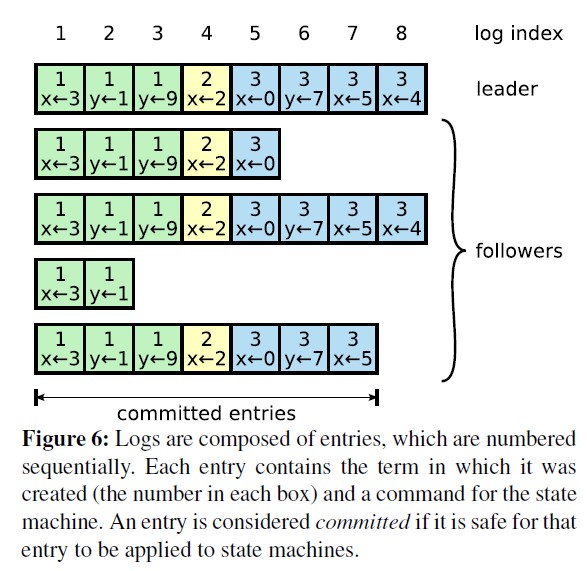 1 2 3 4 5 6 7 8 log index
1 1 1 2 3 3 3 3
x←3 y←1 y←9 x←2 x←0 y←7 x←5 x←4
leader
1 1 1 2 3
x←3 y←1 y←9 x←2 x←0
1 1 1 2 3 3 3 3
x←3 y←1 y←9 x←2 x←0 y←7 x←5 x←4
followers
1 1
x←3 y←1
1 1 1 2 3 3 3
x←3 y←1 y←9 x←2 x←0 y←7 x←5
committed entries
Figure 6: Logs are composed of entries, which are numbered
sequentially. Each entry contains the term in which it was
created (the number in each box) and a command for the state
machine. An entry is considered committed if it is safe for that
entry to be applied to state machines.